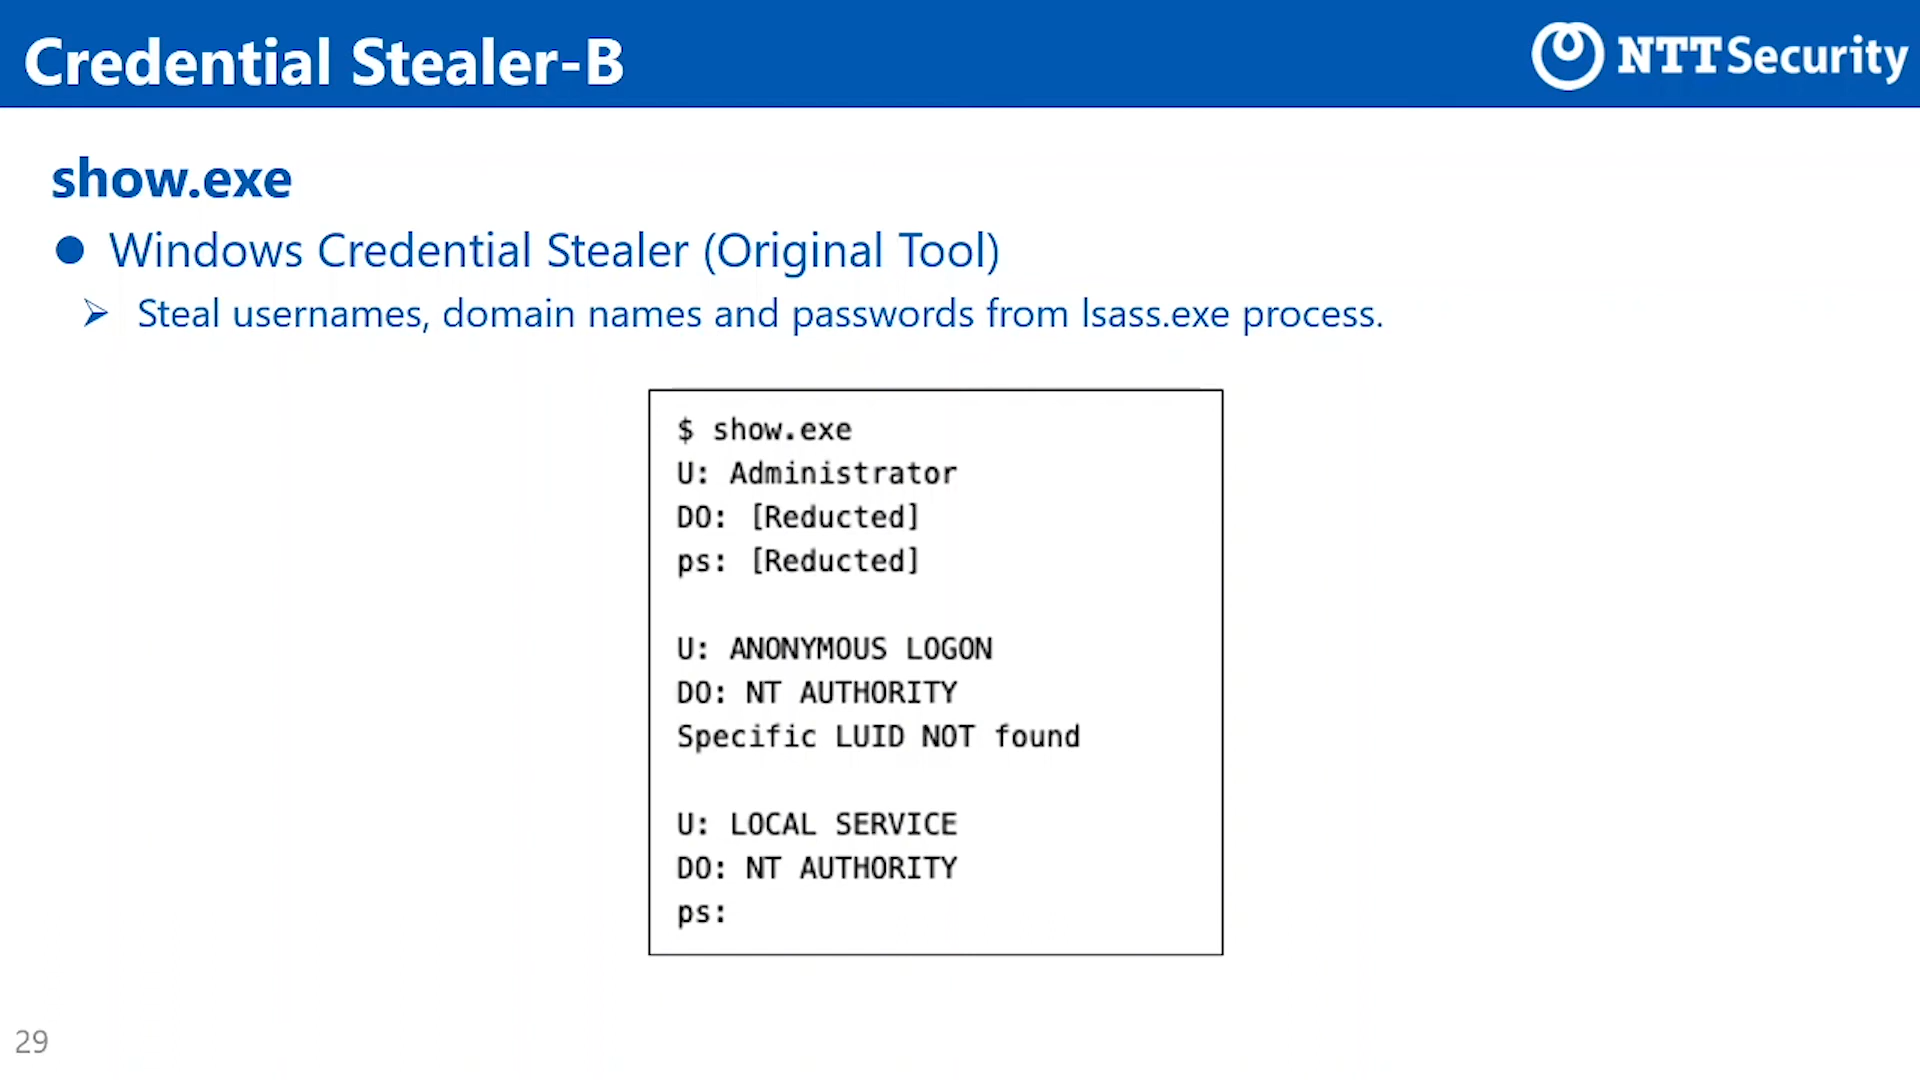 Credential Stealer-B
NTT Security
show.exe
● Windows Credential Stealer (Original Tool)
➢ Steal usernames, domain names and passwords from lsass.exe process.
$ show.exe
U: Administrator
DO: [Reducted]
ps: [Reducted]
U: ANONYMOUS LOGON
DO: NT AUTHORITY
Specific LUID NOT found
U: LOCAL SERVICE
DO: NT AUTHORITY
ps:
29